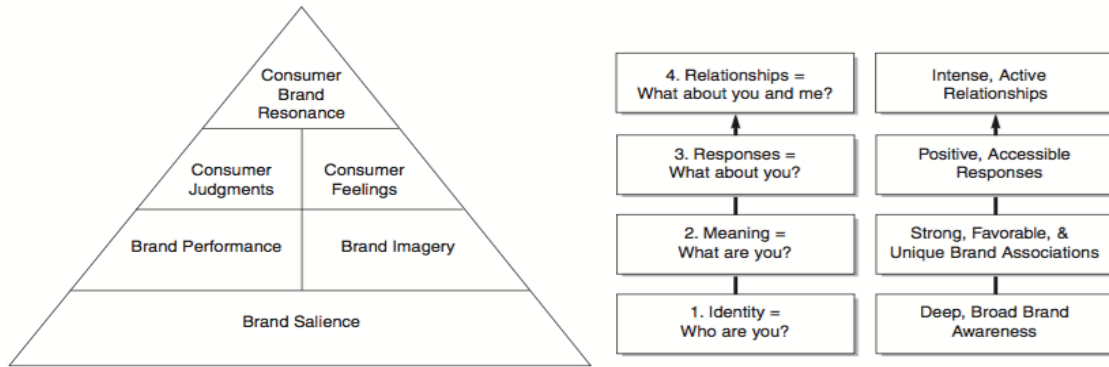 Consumer
Brand
Resonance
Consumer
Judgments
Consumer
Feelings
Brand Performance
Brand Imagery
Brand Salience
4. Relationships =
What about you and me?
Intense, Active
Relationships
3. Responses =
What about you?
Positive, Accessible
Responses
2. Meaning =
What are you?
Strong, Favorable, &
Unique Brand Associations
1. Identity =
Who are you?
Deep, Broad Brand
Awareness